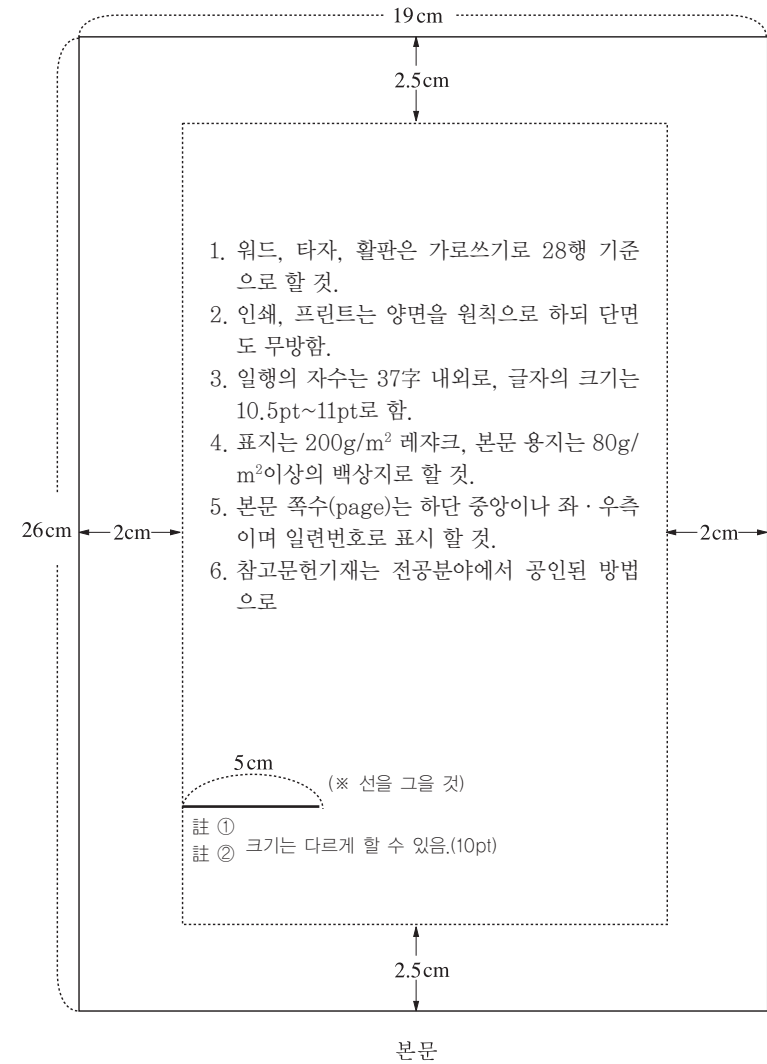 19cm
2.5cm
1. 워드, 타자, 활판은 가로쓰기로 28행 기준
으로 할 것.
2. 인쇄, 프린트는 양면을 원칙으로 하되 단면
도 무방함.
3. 일행의 자수는 37字 내외로, 글자의 크기는
10.5pt~11pt로 함.
4. 표지는 200g/m² 레쟈크, 본문 용지는 80g/
m²이상의 백상지로 할 것.
5. 본문 쪽수(page)는 하단 중앙이나 좌·우측
26cm 2cm 이며 일련번호로 표시 할 것. 2cm
6. 참고문헌기재는 전공분야에서 공인된 방법
으로
5cm
(※ 선을 그을 것)
註 ①
註 ② 크기는 다르게 할 수 있음.(10pt)
2.5cm
본문